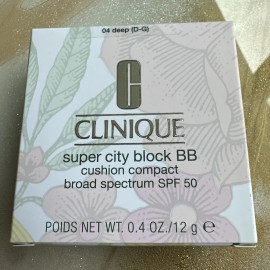 04 deep (D-G)
C
CLINIQUE
super city block BB
cushion compact
broad spectrum SPF 50
POIDS NET WT. 0.4 OZ./12 g ℮